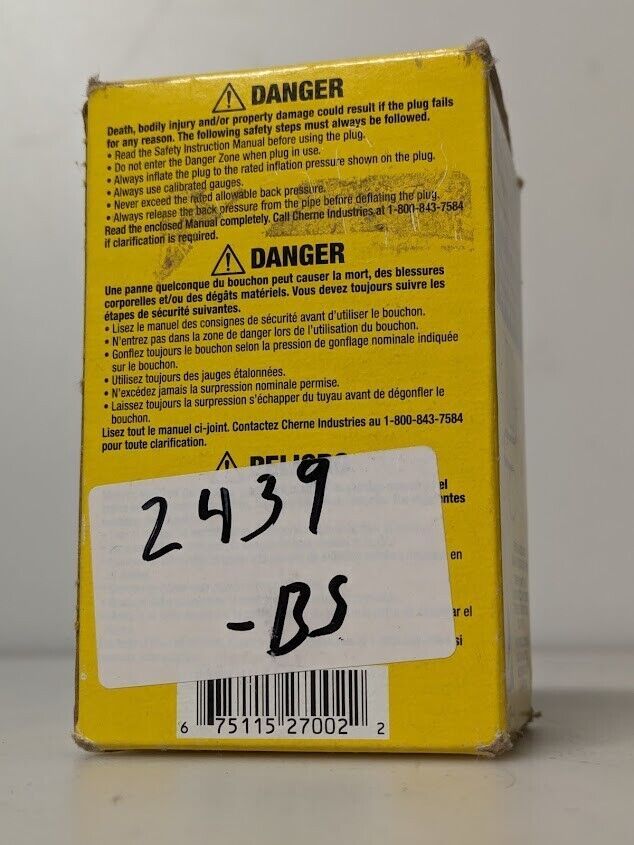 DANGER
Death, bodily injury and/or property damage could result if the plug fails
for any reason. The following safety steps must always be followed.
• Read the Safety Instruction Manual before using the plug.
• Do not enter the Danger Zone when plug in use.
• Always inflate the plug to the rated inflation pressure shown on the plug.
• Always use calibrated gauges.
• Never exceed the rated allowable back pressure.
• Always release the back pressure from the pipe before deflating the plug.
Read the enclosed Manual completely. Call Cherne Industries at 1-800-843-7584
if clarification is required.
DANGER
Une panne quelconque du bouchon peut causer la mort, des blessures
corporelles et/ou des dégâts matériels. Vous devez toujours suivre les
étapes de sécurité suivantes.
• Lisez le manuel des consignes de sécurité avant d'utiliser le bouchon.
• N'entrez pas dans la zone de danger lors de l'utilisation du bouchon.
• Gonflez toujours le bouchon selon la pression de gonflage nominale indiquée
sur le bouchon.
• Utilisez toujours des jauges étalonnées.
• N'excédez jamais la surpression nominale permise.
• Laissez toujours la surpression s'échapper du tuyau avant de dégonfler le
bouchon.
Lisez tout le manuel ci-joint. Contactez Cherne Industries au 1-800-843-7584
pour toute clarification.
el
en
ar el
si
2439
-BS
6 75115 27002 2